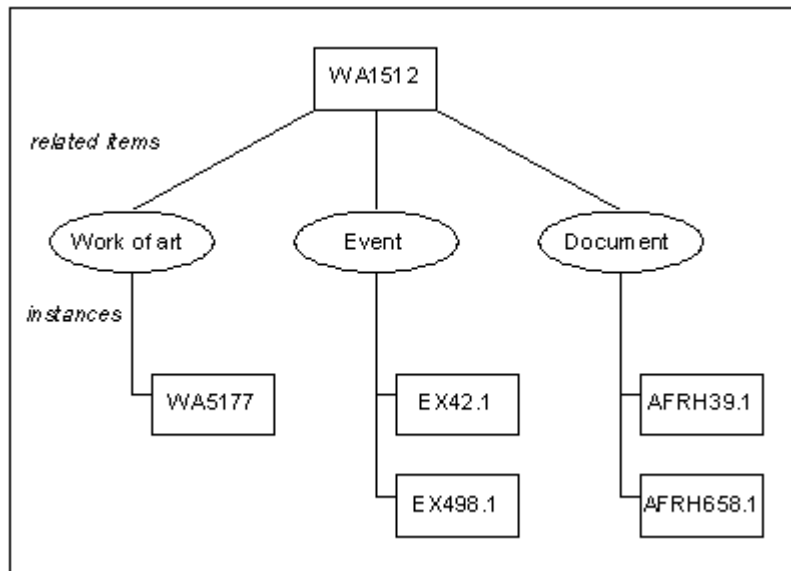 WA1512
related items
Work of art
Event
Document
instances
WA5177
EX42.1
AFRH39.1
EX498.1
AFRH658.1